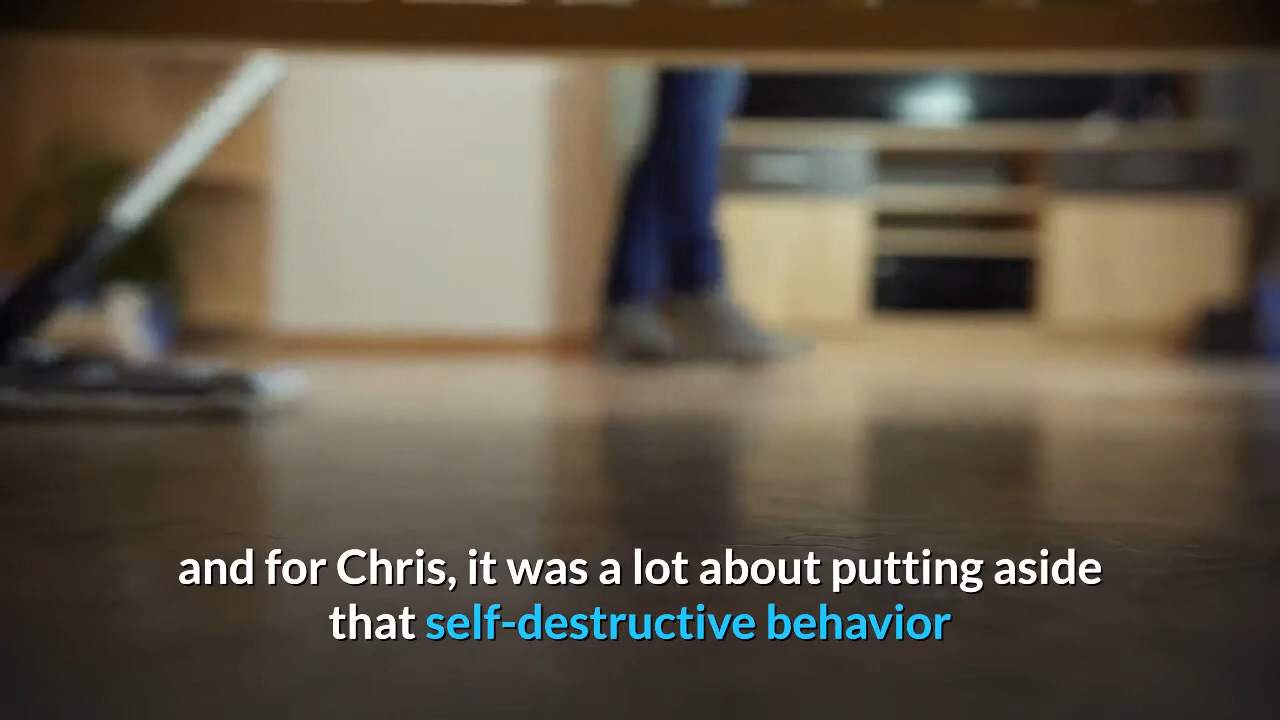 and for Chris, it was a lot about putting aside
that self-destructive behavior